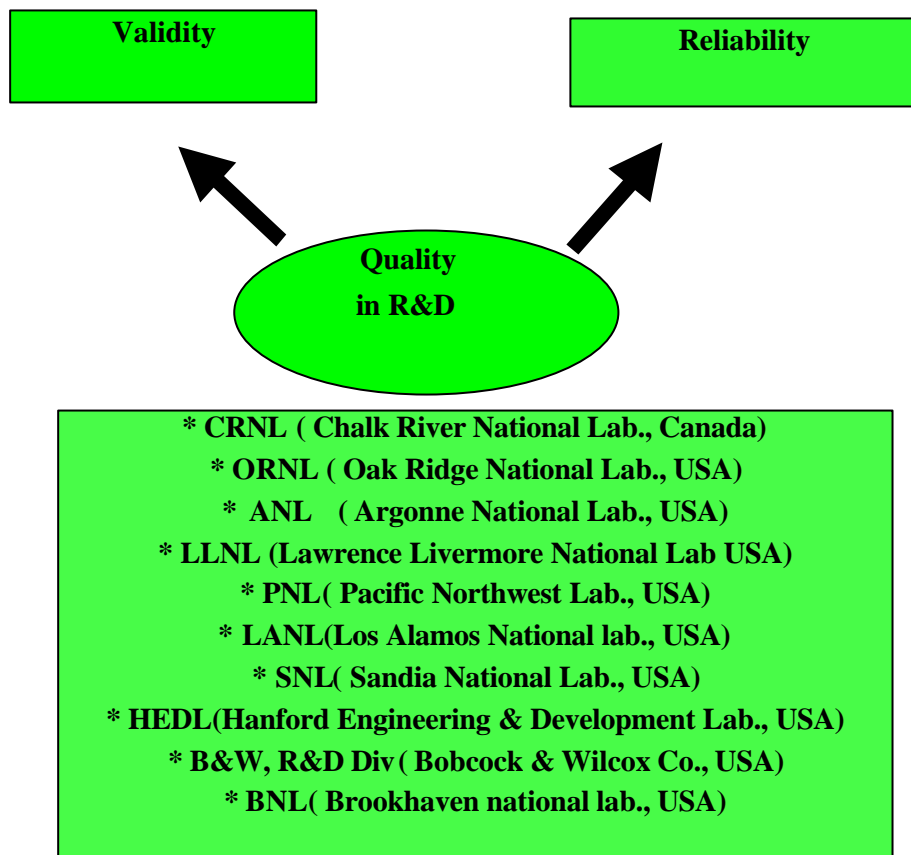 Validity
Reliability
Quality
in R&D
* CRNL ( Chalk River National Lab., Canada)
* ORNL ( Oak Ridge National Lab., USA)
* ANL ( Argonne National Lab., USA)
* LLNL (Lawrence Livermore National Lab USA)
* PNL( Pacific Northwest Lab., USA)
* LANL(Los Alamos National lab., USA)
* SNL( Sandia National Lab., USA)
* HEDL(Hanford Engineering & Development Lab., USA)
* B&W, R&D Div ( Bobcock & Wilcox Co., USA)
* BNL( Brookhaven national lab., USA)